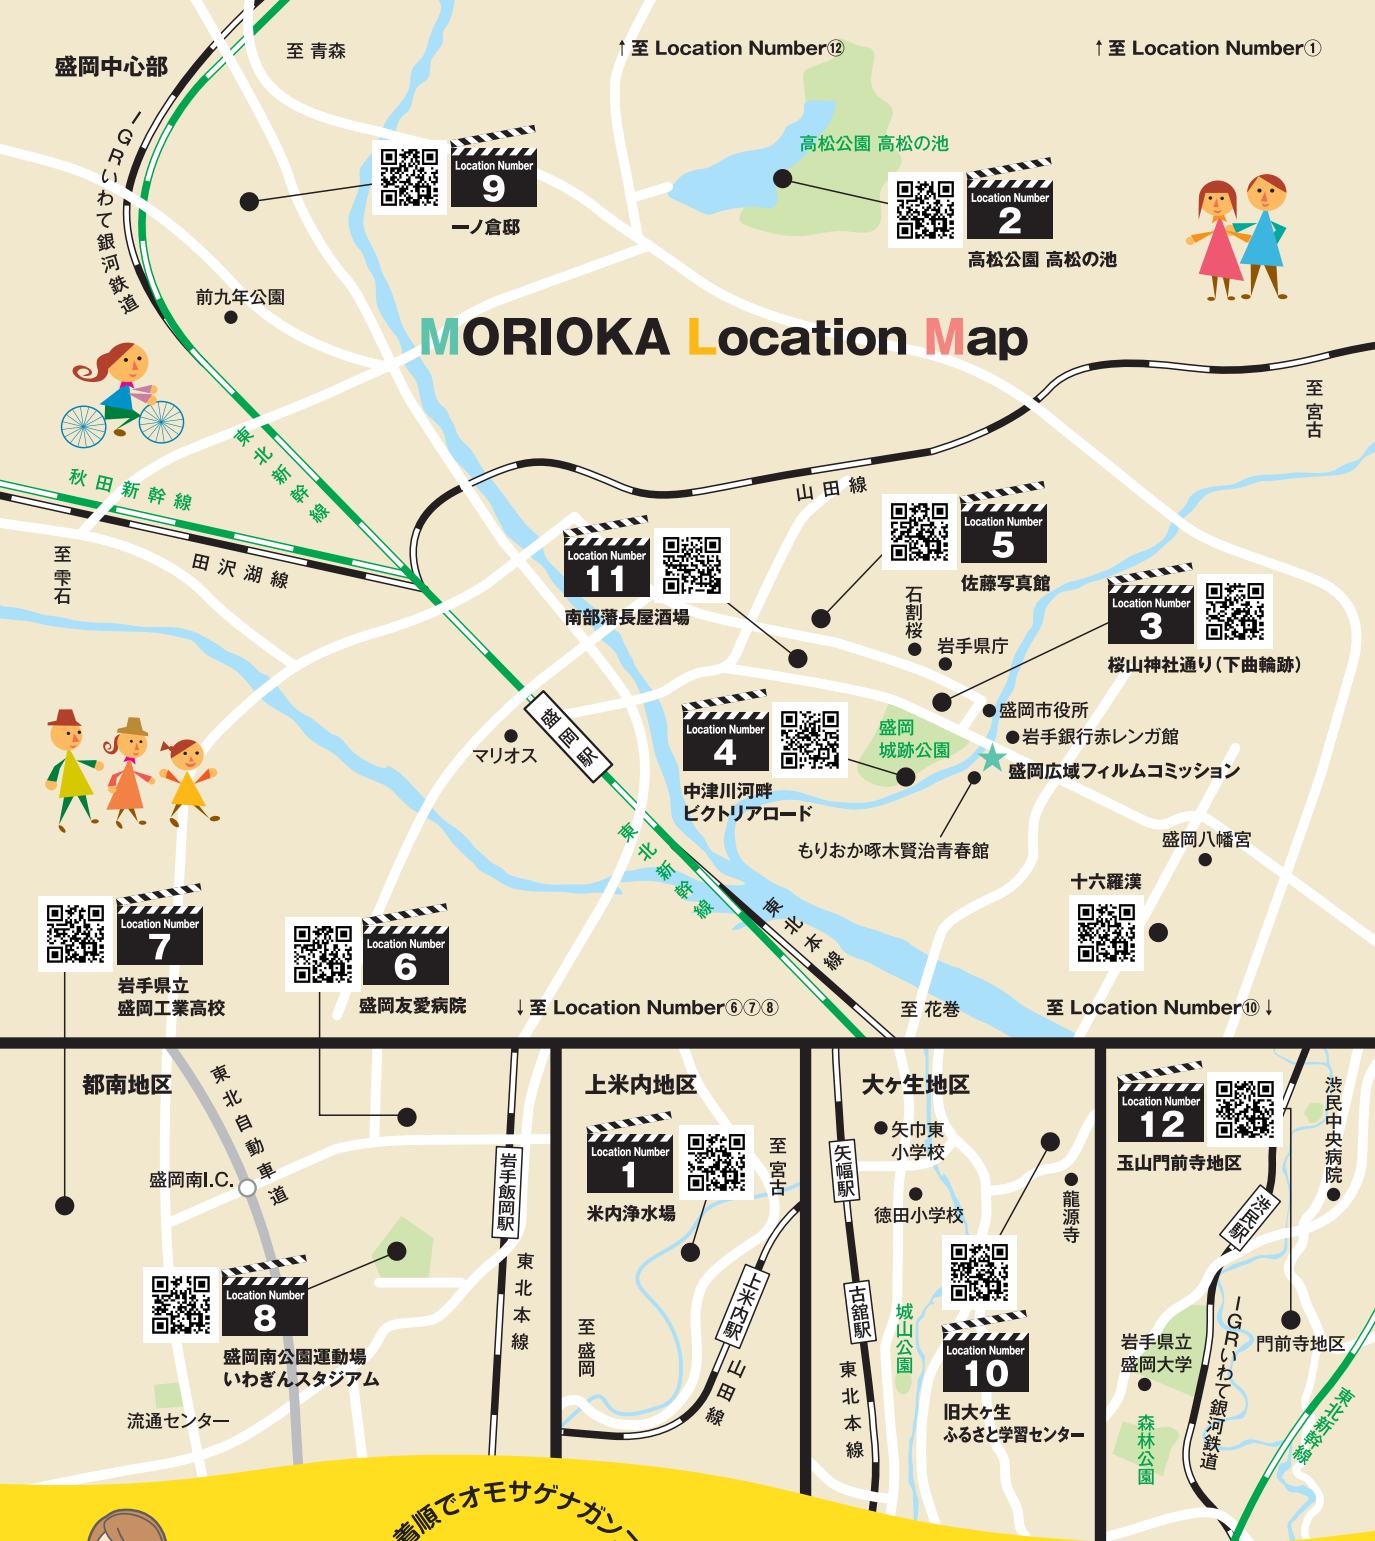 盛岡中心部
至 青森
↑至 Location Number⑫
↑至 Location Number①
IGRいわて銀河鉄道
高松公園 高松の池
Location Number
9
一ノ倉邸
Location Number
2
高松公園 高松の池
前九年公園
MORIOKA Location Map
至 宮古
東北新幹線
秋田新幹線
田沢湖線
至 雫石
山田線
Location Number
11
南部藩長屋酒場
Location Number
5
佐藤写真館
石割桜
岩手県庁
Location Number
3
桜山神社通り(下曲輪跡)
盛岡市役所
岩手銀行赤レンガ館
盛岡広域フィルムコミッション
盛岡駅
マリオス
Location Number
4
中津川河畔
ビクトリアロード
盛岡
城跡公園
もりおか啄木賢治青春館
盛岡八幡宮
十六羅漢
東北新幹線
東北本線
Location Number
7
岩手県立
盛岡工業高校
Location Number
6
盛岡友愛病院
↓至 Location Number⑥⑦⑧
至 花巻
至 Location Number⑩↓
都南地区
東北自動車道
盛岡南I.C.
岩手飯岡駅
東北本線
Location Number
8
盛岡南公園運動場
いわぎんスタジアム
流通センター
上米内地区
Location Number
1
米内浄水場
至 宮古
上米内駅
山田線
至 盛岡
大ヶ生地区
矢巾東
小学校
矢幅駅
徳田小学校
龍源寺
古舘駅
城山公園
東北本線
Location Number
10
旧大ヶ生
ふるさと学習センター
Location Number
12
玉山門前寺地区
渋民中央病院
渋民駅
IGRいわて銀河鉄道
岩手県立
盛岡大学
門前寺地区
森林公園
東北新幹線
着順でオモサゲナガン